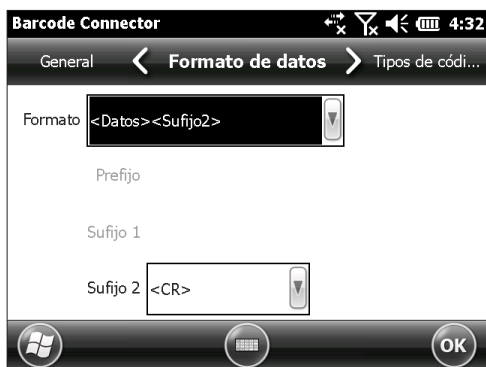 Barcode Connector 4:32
General Formato de datos Tipos de códi...
Formato <Datos><Sufijo2>
Prefijo
Sufijo 1
Sufijo 2 <CR>
OK